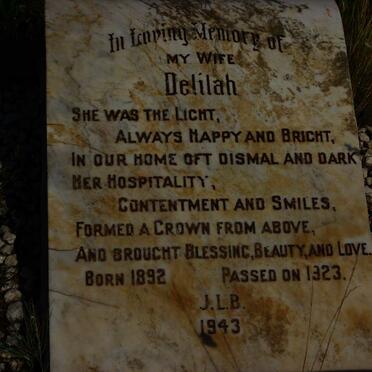 In Loving Memory of
MY WIFE
Delilah
SHE WAS THE LIGHT,
ALWAYS HAPPY AND BRIGHT,
IN OUR HOME OFT DISMAL AND DARK
HER HOSPITALITY,
CONTENTMENT AND SMILES,
FORMED A CROWN FROM ABOVE,
AND BROUGHT BLESSING, BEAUTY, AND LOVE.
BORN 1892 PASSED ON 1923.
J.L.B.
1943